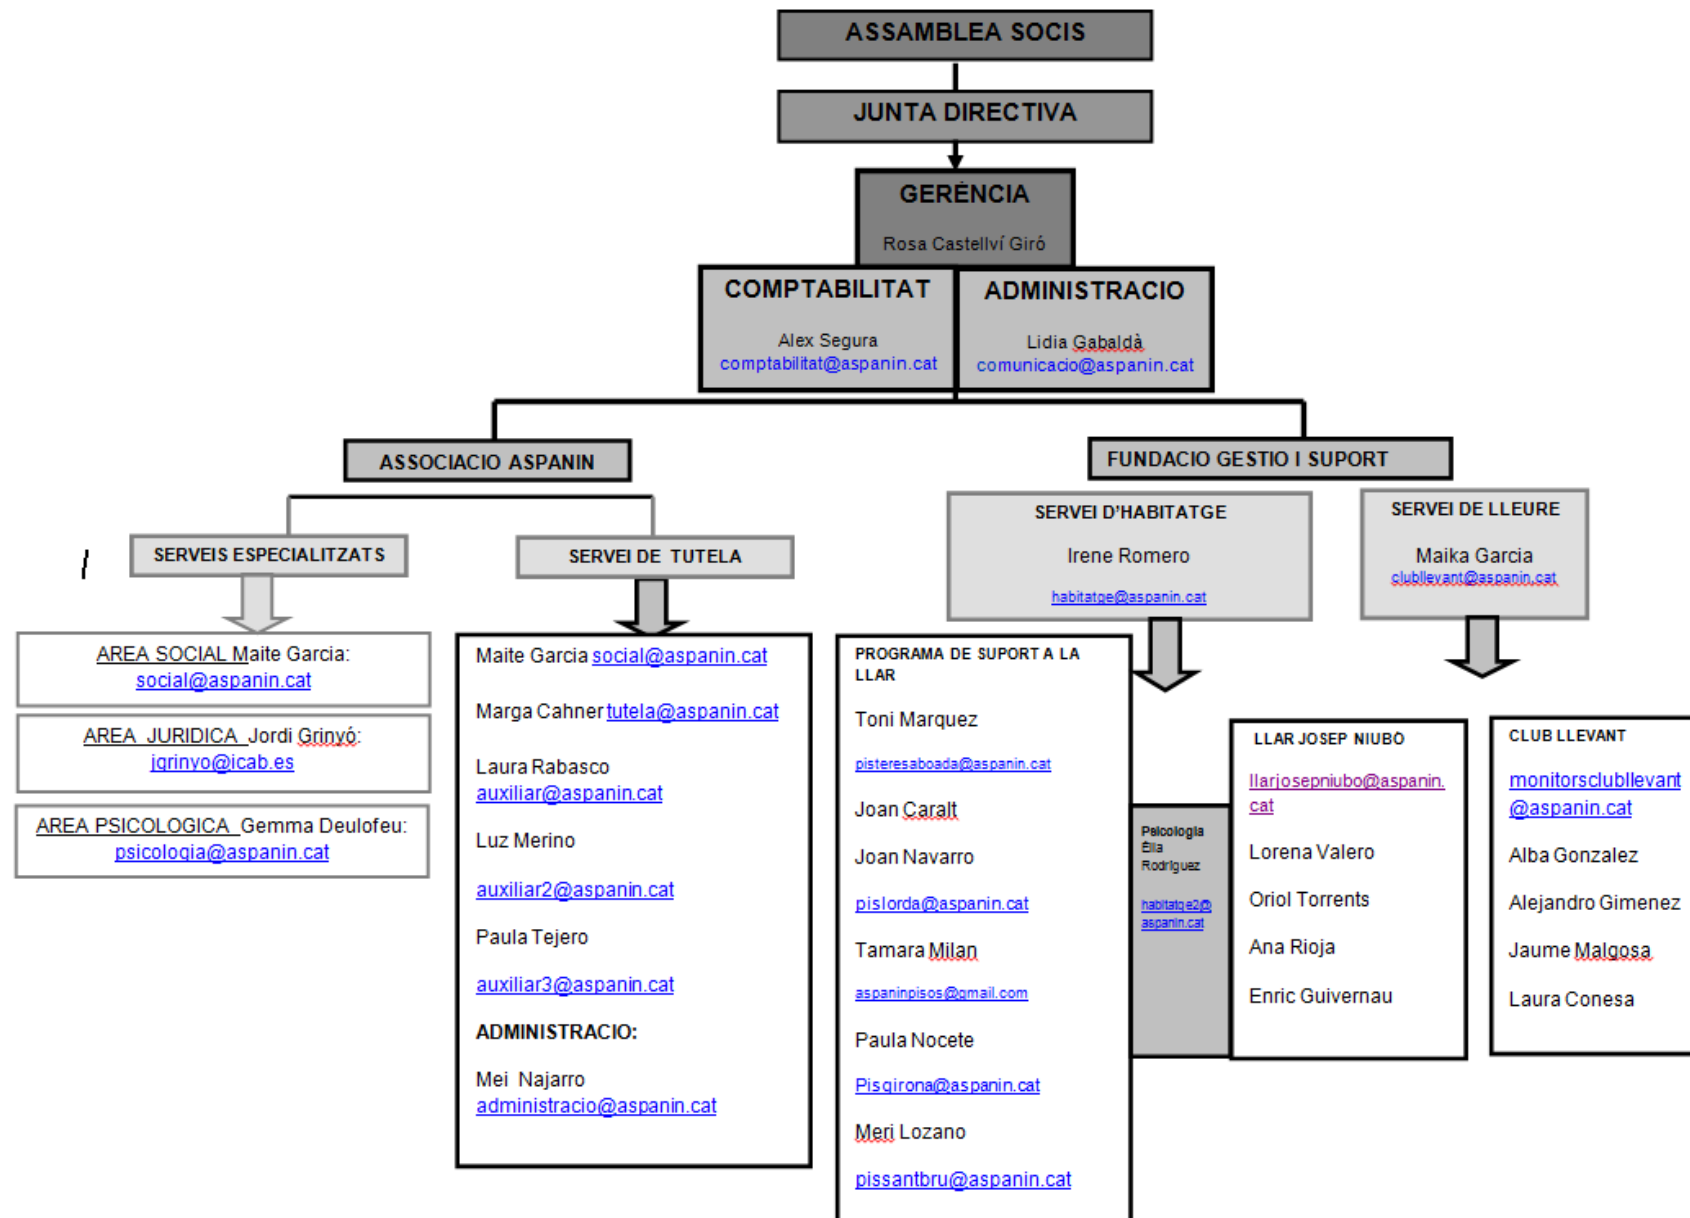 ASSAMBLEA SOCIS
JUNTA DIRECTIVA
GERÈNCIA
Rosa Castellví Giró
COMPTABILITAT
Alex Segura
comptabilitat@aspanin.cat
ADMINISTRACIO
Lidia Gabaldà
comunicacio@aspanin.cat
ASSOCIACIO ASPANIN
FUNDACIO GESTIO I SUPORT
SERVEIS ESPECIALITZATS
SERVEI DE TUTELA
SERVEI D'HABITATGE
Irene Romero
habitatge@aspanin.cat
SERVEI DE LLEURE
Maika Garcia
clubllevant@aspanin.cat
AREA SOCIAL Maite Garcia:
social@aspanin.cat
AREA JURIDICA Jordi Grinyó:
jgrinyo@icab.es
AREA PSICOLOGICA Gemma Deulofeu:
psicologia@aspanin.cat
Maite Garcia social@aspanin.cat
Marga Cahner tutela@aspanin.cat
Laura Rabasco
auxiliar@aspanin.cat
Luz Merino
auxiliar2@aspanin.cat
Paula Tejero
auxiliar3@aspanin.cat
ADMINISTRACIO:
Mei Najarro
administracio@aspanin.cat
PROGRAMA DE SUPORT A LA
LLAR
Toni Marquez
pisteresaboada@aspanin.cat
Joan Caralt
Joan Navarro
pislorda@aspanin.cat
Tamara Milan
aspaninpisos@gmail.com
Paula Nocete
Pisgirona@aspanin.cat
Meri Lozano
pissantbru@aspanin.cat
Psicologia
Èlia
Rodríguez
habitatge2@
aspanin.cat
LLAR JOSEP NIUBO
llarjosepniubo@aspanin.
cat
Lorena Valero
Oriol Torrents
Ana Rioja
Enric Guivernau
CLUB LLEVANT
monitorsclubllevant
@aspanin.cat
Alba Gonzalez
Alejandro Gimenez
Jaume Malgosa
Laura Conesa